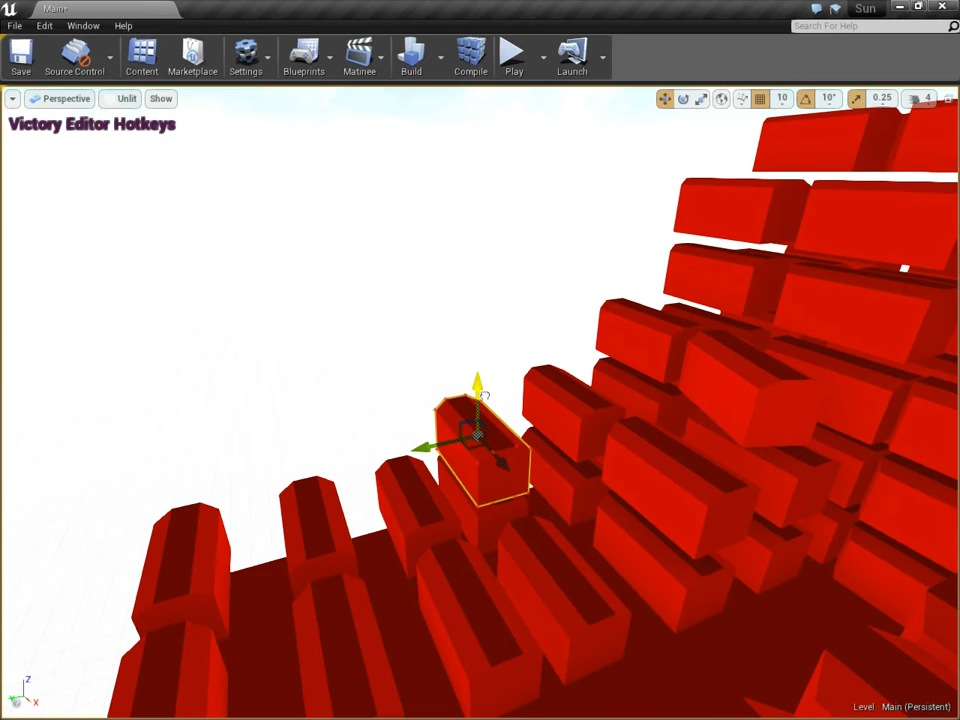 Main*
Sun
File Edit Window Help
Search For Help
Save Source Control Content Marketplace Settings Blueprints Matinee Build Compile Play Launch
Perspective Unlit Show 10 10° 0.25 4
Victory Editor Hotkeys
Z
X
Level: Main (Persistent)